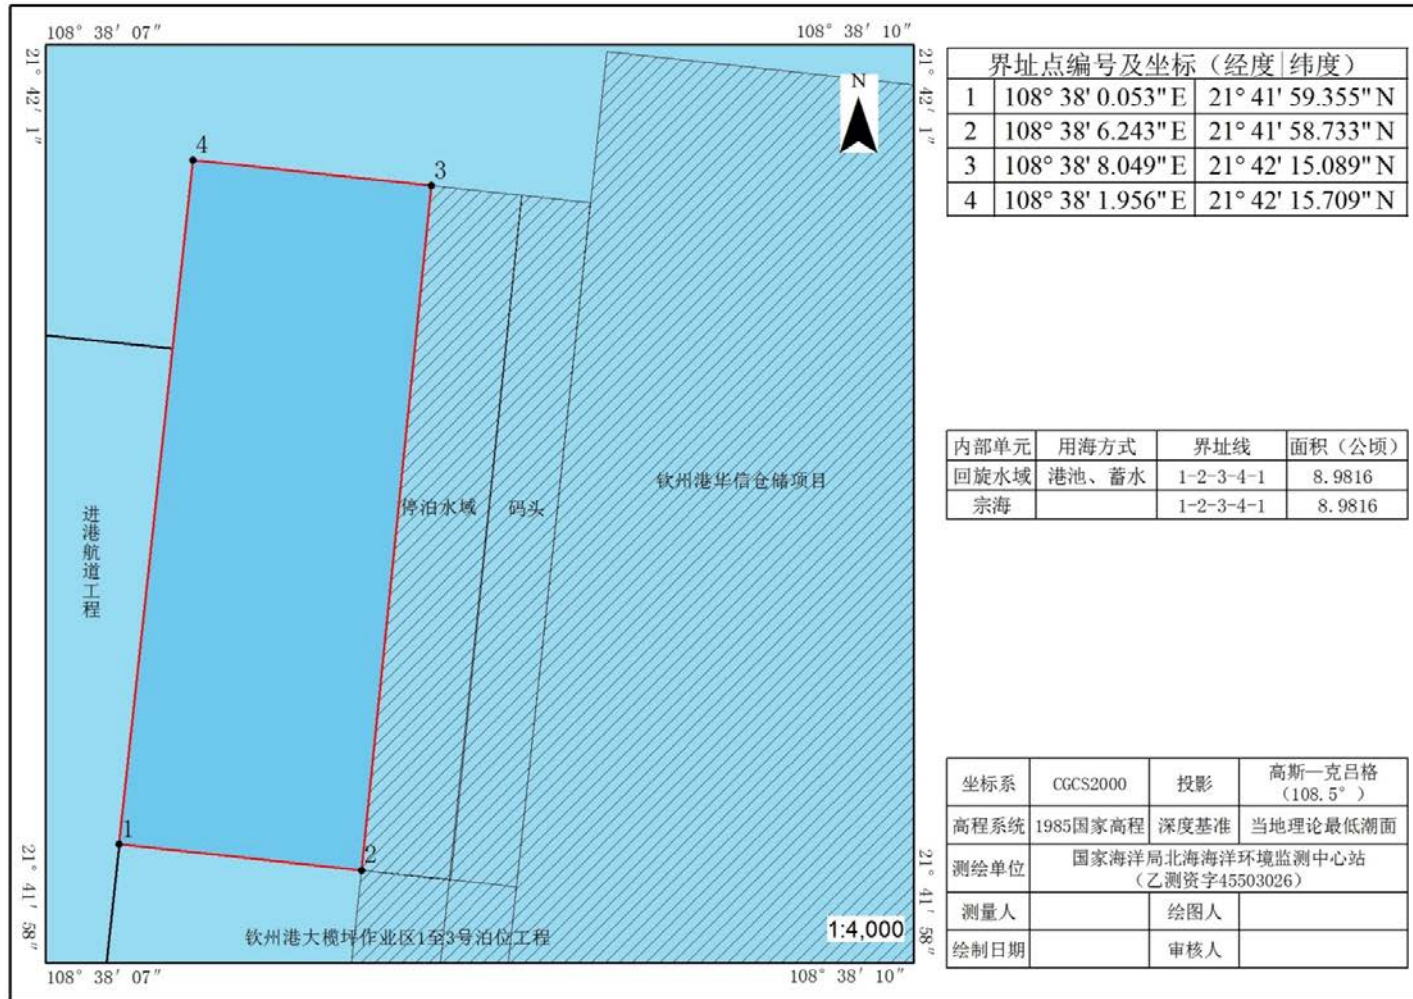 108° 38′ 07″
108° 38′ 10″
21° 42′ 1″
21° 42′ 1″
N
4
3
进港航道工程
停泊水域
码头
钦州港华信仓储项目
1
2
钦州港大榄坪作业区1至3号泊位工程
1:4,000
21° 41′ 58″
21° 41′ 58″
108° 38′ 07″
108° 38′ 10″
界址点编号及坐标（经度|纬度）
1 108° 38' 0.053" E 21° 41' 59.355" N
2 108° 38' 6.243" E 21° 41' 58.733" N
3 108° 38' 8.049" E 21° 42' 15.089" N
4 108° 38' 1.956" E 21° 42' 15.709" N
内部单元 用海方式 界址线 面积（公顷）
回旋水域 港池、蓄水 1-2-3-4-1 8.9816
宗海 1-2-3-4-1 8.9816
坐标系 CGCS2000 投影 高斯—克吕格
（108.5°）
高程系统 1985国家高程 深度基准 当地理论最低潮面
测绘单位 国家海洋局北海海洋环境监测中心站
（乙测资字45503026）
测量人 绘图人
绘制日期 审核人